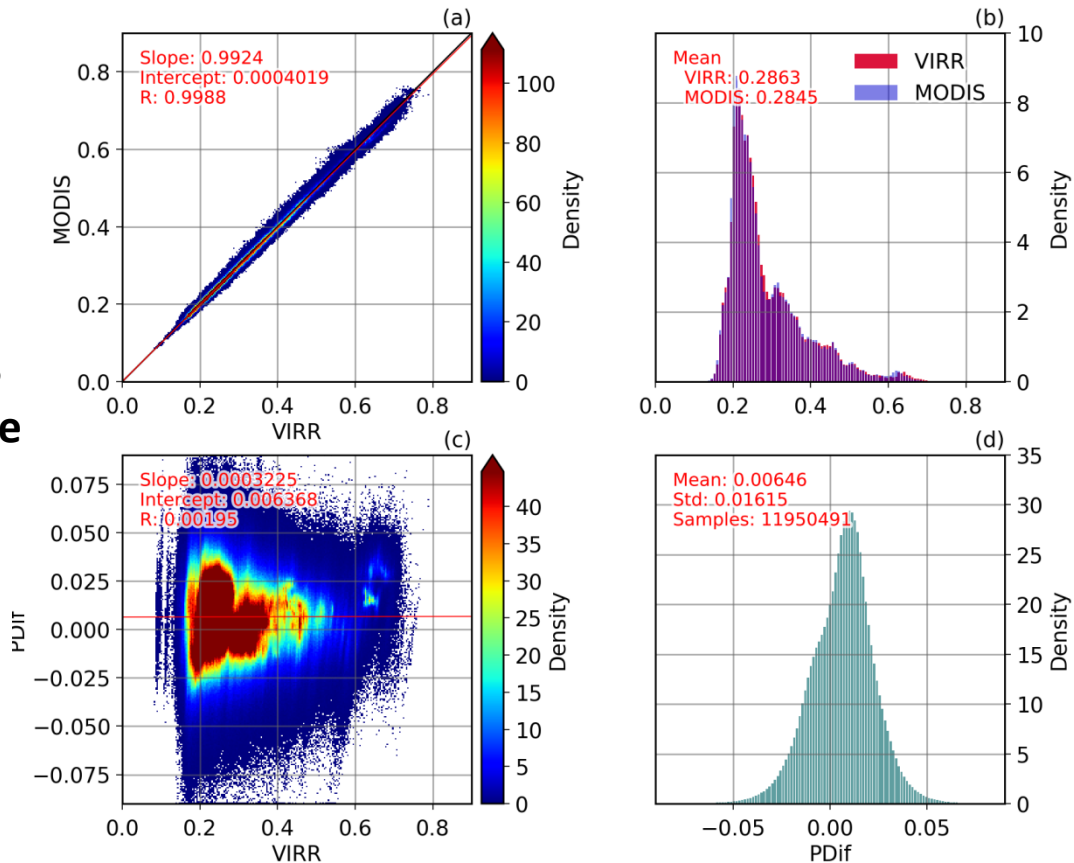 (a)
Slope: 0.9924
Intercept: 0.0004019
R: 0.9988
MODIS
0.8
0.6
0.4
0.2
0.0
0.0 0.2 0.4 0.6 0.8
VIRR
100
80
60
40
20
0
Density
(b)
Mean
VIRR: 0.2863
MODIS: 0.2845
VIRR
MODIS
10
8
6
4
2
0
Density
0.0 0.2 0.4 0.6 0.8
e
(c)
Slope: 0.0003225
Intercept: 0.006368
R: 0.00195
PDif
0.075
0.050
0.025
0.000
−0.025
−0.050
−0.075
0.0 0.2 0.4 0.6 0.8
VIRR
40
35
30
25
20
15
10
5
0
Density
(d)
Mean: 0.00646
Std: 0.01615
Samples: 11950491
35
30
25
20
15
10
5
0
Density
−0.05 0.00 0.05
PDif